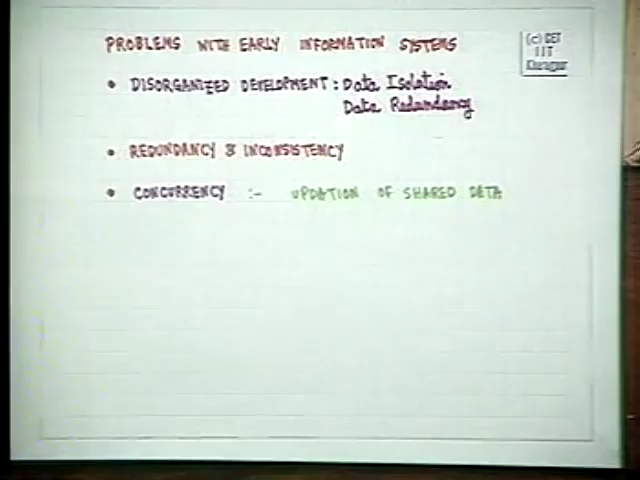 PROBLEMS WITH EARLY INFORMATION SYSTEMS
(c) CET
IIT
Kharagpur
• DISORGANIZED DEVELOPMENT : Data Isolation
Data Redundancy
• REDUNDANCY & INCONSISTENCY
• CONCURRENCY :- UPDATION OF SHARED DATA